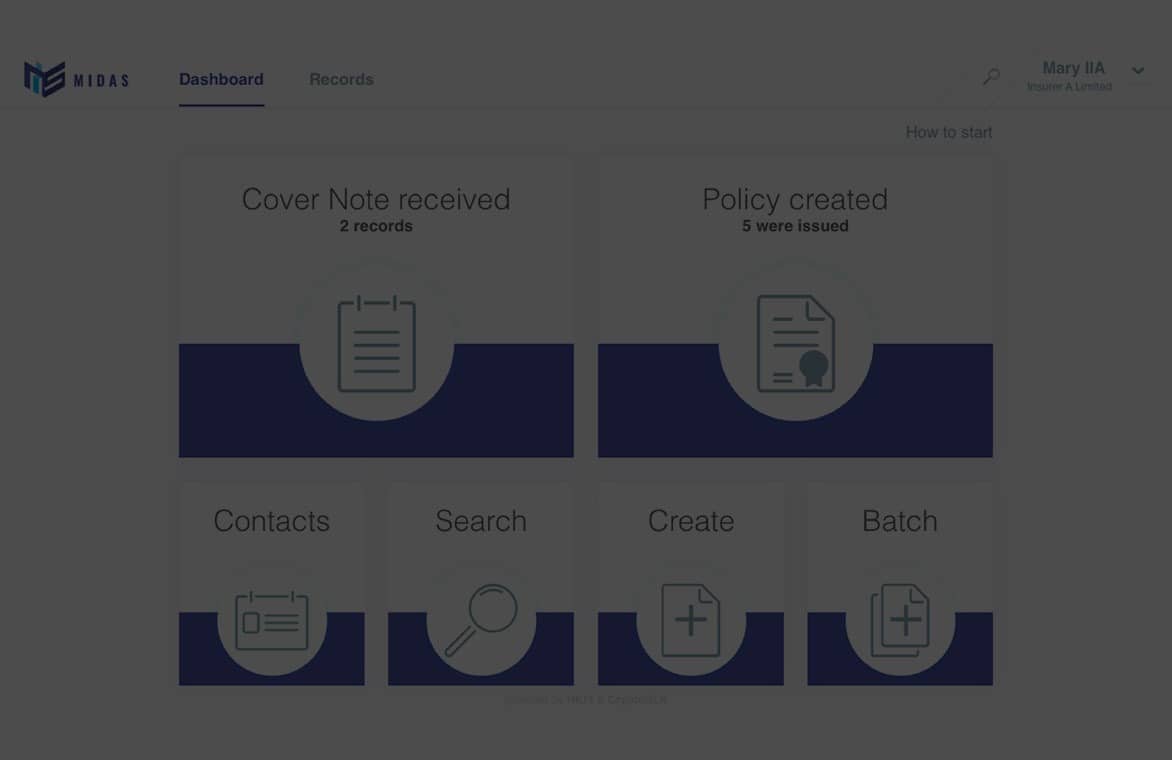 MIDAS
Dashboard
Records
Mary IIA
Insurer A Limited
How to start
Cover Note received
2 records
Policy created
5 were issued
Contacts
Search
Create
Batch